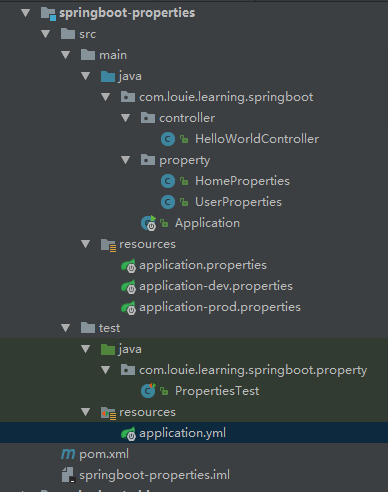 springboot-properties
src
main
java
com.louie.learning.springboot
controller
HelloWorldController
property
HomeProperties
UserProperties
Application
resources
application.properties
application-dev.properties
application-prod.properties
test
java
com.louie.learning.springboot.property
PropertiesTest
resources
application.yml
pom.xml
springboot-properties.iml